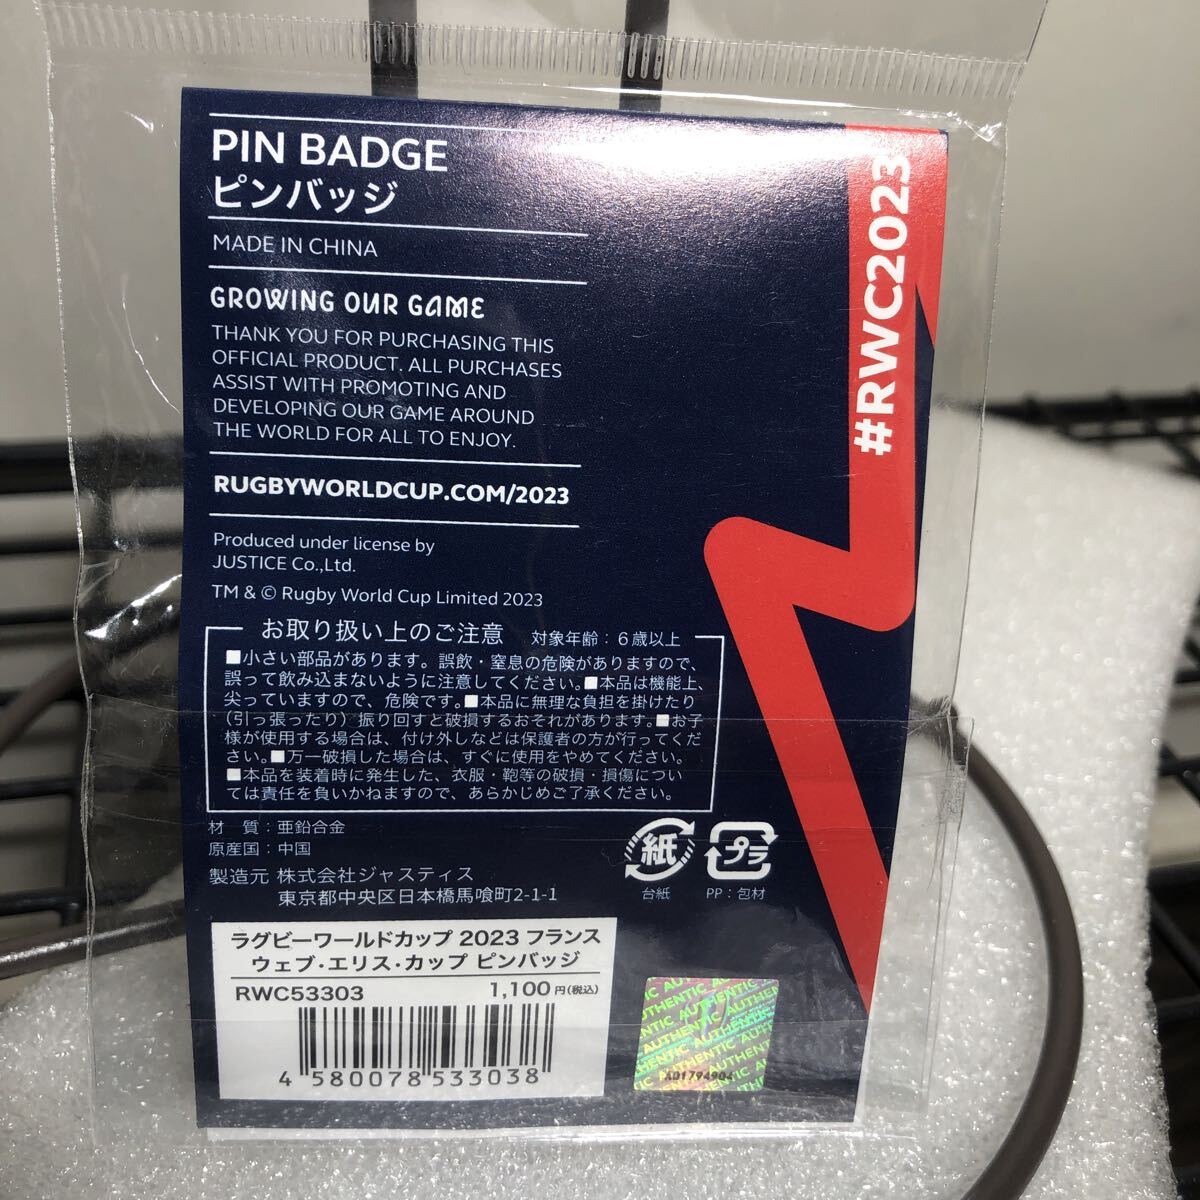 PIN BADGE
ピンバッジ
MADE IN CHINA
GROWING OUR GAME
THANK YOU FOR PURCHASING THIS
OFFICIAL PRODUCT. ALL PURCHASES
ASSIST WITH PROMOTING AND
DEVELOPING OUR GAME AROUND
THE WORLD FOR ALL TO ENJOY.
RUGBYWORLDCUP.COM/2023
Produced under license by
JUSTICE Co.,Ltd.
TM & © Rugby World Cup Limited 2023
#RWC2023
お取り扱い上のご注意 対象年齢：6歳以上
■小さい部品があります。誤飲・窒息の危険がありますので、
誤って飲み込まないように注意してください。■本品は機能上、
尖っていますので、危険です。■本品に無理な負担を掛けたり
(引っ張ったり）振り回すと破損するおそれがあります。■お子
様が使用する場合は、付け外しなどは保護者の方が行ってくだ
さい。■万一破損した場合は、すぐに使用をやめてください。
■本品を装着時に発生した、衣服・鞄等の破損・損傷につい
ては責任を負いかねますので、あらかじめご了承ください。
材　質：亜鉛合金
原産国：中国
製造元 株式会社ジャスティス
東京都中央区日本橋馬喰町2-1-1
紙
台紙
プラ
PP：包材
ラグビーワールドカップ 2023 フランス
ウェブ・エリス・カップ ピンバッジ
RWC53303 1,100円(税込)
4 580078 533038
AUTHENTIC AUTHENTIC
A01794904